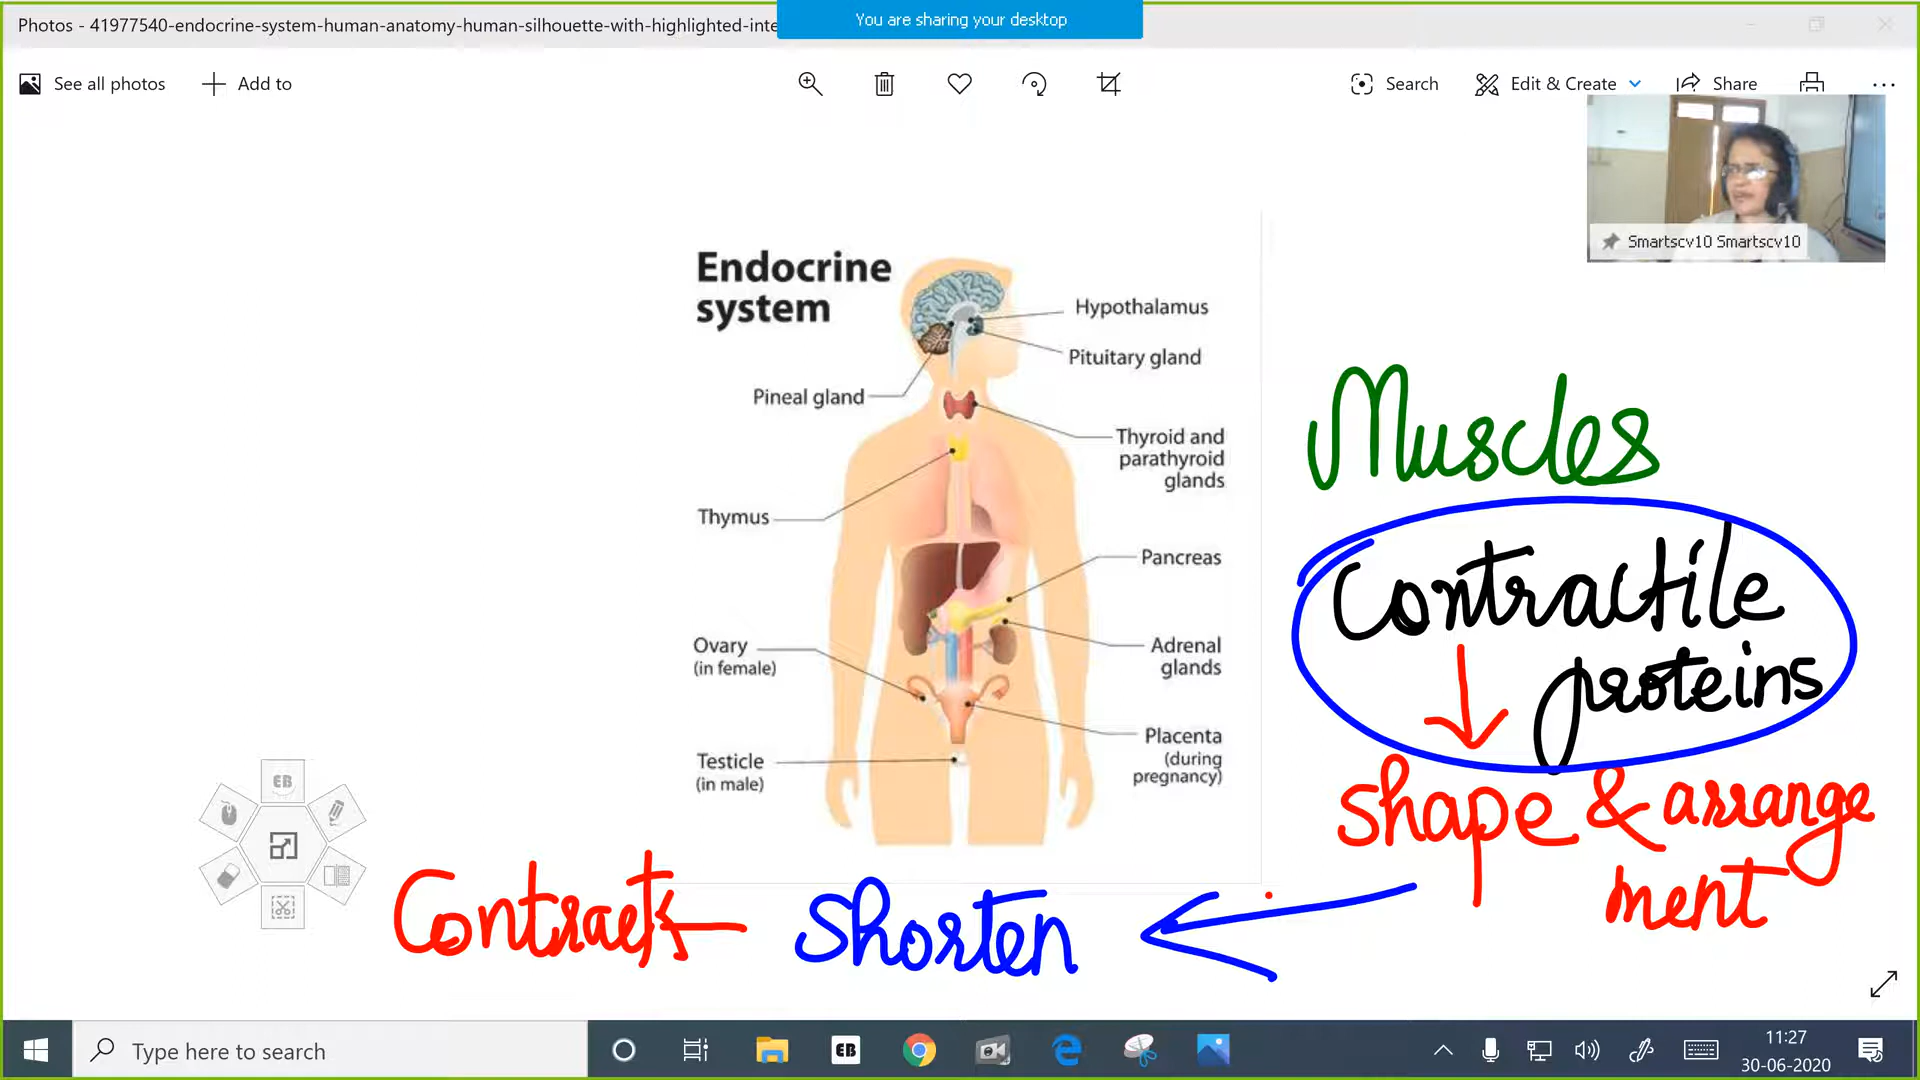 Photos - 41977540-endocrine-system-human-anatomy-human-silhouette-with-highlighted-inte
You are sharing your desktop
See all photos
Add to
Search
Edit & Create
Share
Smartscv10 Smartscv10
Endocrine
system
Hypothalamus
Pituitary gland
Pineal gland
Thyroid and
parathyroid
glands
Thymus
Pancreas
Ovary
(in female)
Adrenal
glands
Placenta
(during
pregnancy)
Testicle
(in male)
Muscles
Contractile
proteins
Shape & arrange
ment
Shorten
Contract
EB
Type here to search
EB
11:27
30-06-2020